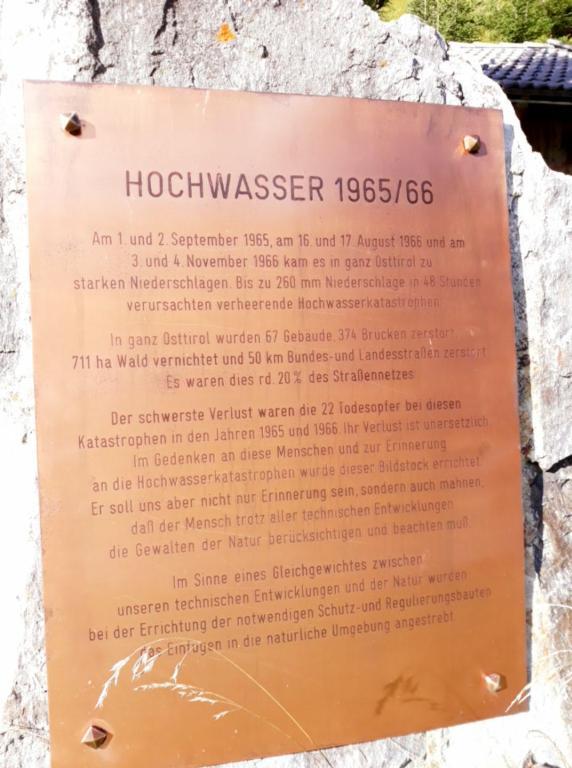 HOCHWASSER 1965/66
Am 1. und 2. September 1965, am 16. und 17. August 1966 und am
3. und 4. November 1966 kam es in ganz Osttirol zu
starken Niederschlägen. Bis zu 260 mm Niederschläge in 48 Stunden
verursachten verheerende Hochwasserkatastrophen.
In ganz Osttirol wurden 67 Gebäude, 374 Brücken zerstört,
711 ha Wald vernichtet und 50 km Bundes- und Landesstraßen zerstört.
Es waren dies rd. 20 % des Straßennetzes.
Der schwerste Verlust waren die 22 Todesopfer bei diesen
Katastrophen in den Jahren 1965 und 1966. Ihr Verlust ist unersetzlich.
Im Gedenken an diese Menschen und zur Erinnerung
an die Hochwasserkatastrophen wurde dieser Bildstock errichtet.
Er soll uns aber nicht nur Erinnerung sein, sondern auch mahnen,
daß der Mensch trotz aller technischen Entwicklungen
die Gewalten der Natur berücksichtigen und beachten muß.
Im Sinne eines Gleichgewichtes zwischen
unseren technischen Entwicklungen und der Natur wurden
bei der Errichtung der notwendigen Schutz- und Regulierungsbauten
das Einfügen in die natürliche Umgebung angestrebt.